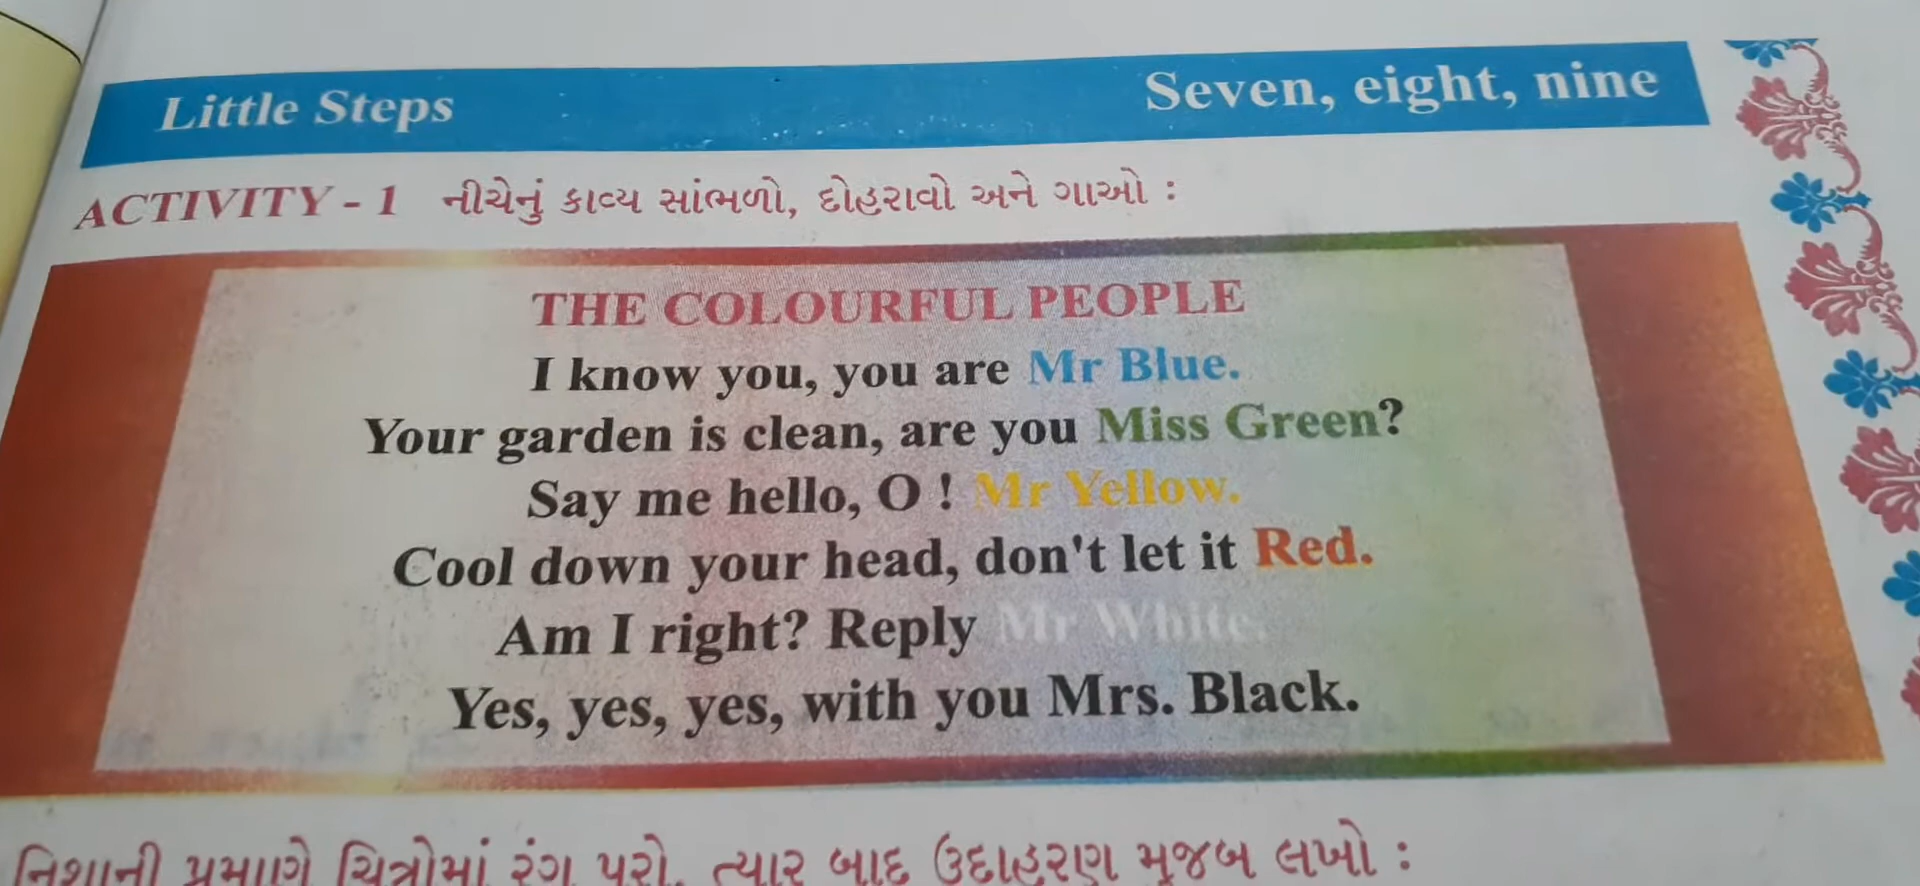 Little Steps
Seven, eight, nine
ACTIVITY - 1 નીચેનું કાવ્ય સાંભળો, દોહરાવો અને ગાઓ :
THE COLOURFUL PEOPLE
I know you, you are Mr Blue.
Your garden is clean, are you Miss Green?
Say me hello, O ! Mr Yellow.
Cool down your head, don't let it Red.
Am I right? Reply Mr White.
Yes, yes, yes, with you Mrs. Black.
નિશાની પ્રમાણે ચિત્રોમાં રંગ પૂરો. ત્યાર બાદ ઉદાહરણ મુજબ લખો :